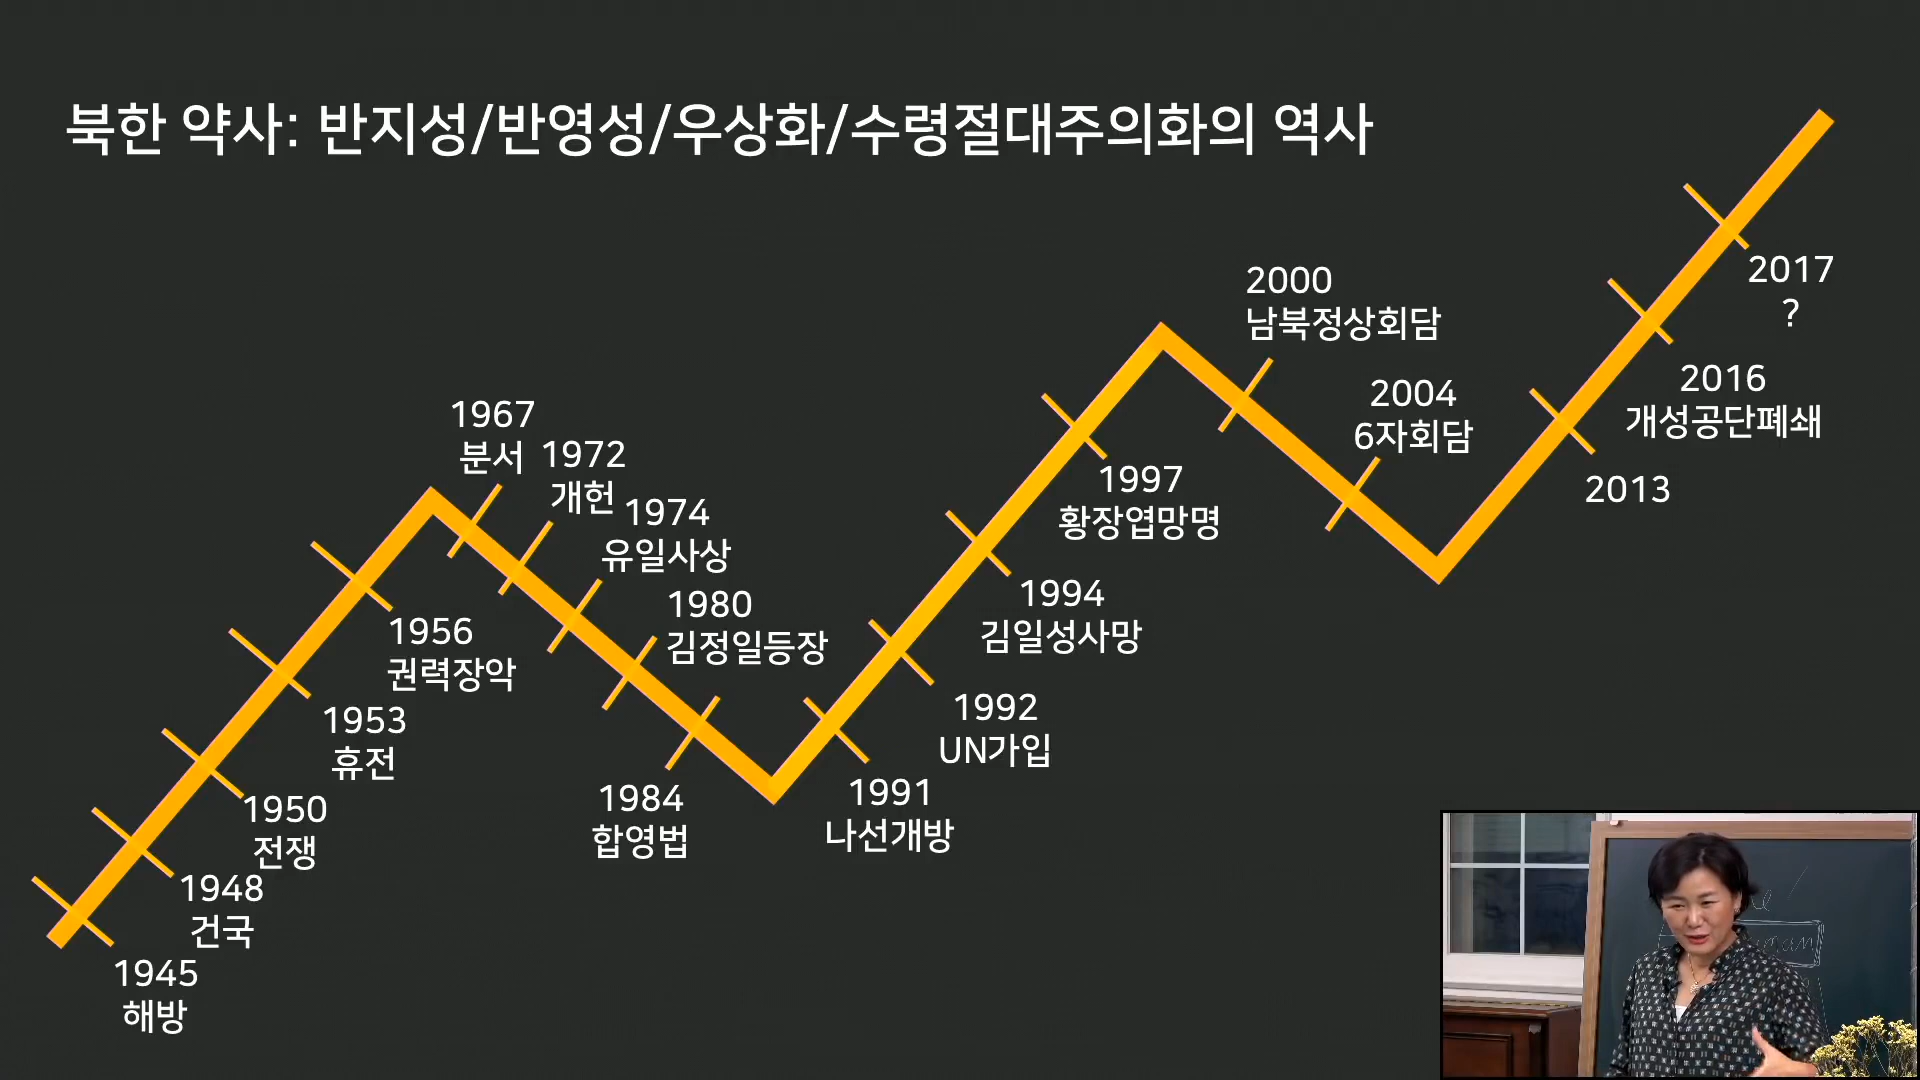 북한 약사: 반지성/반영성/우상화/수령절대주의화의 역사
1945
해방
1948
건국
1950
전쟁
1953
휴전
1956
권력장악
1967
분서
1972
개헌
1974
유일사상
1980
김정일등장
1984
합영법
1991
나선개방
1992
UN가입
1994
김일성사망
1997
황장엽망명
2000
남북정상회담
2004
6자회담
2013
2016
개성공단폐쇄
2017
?